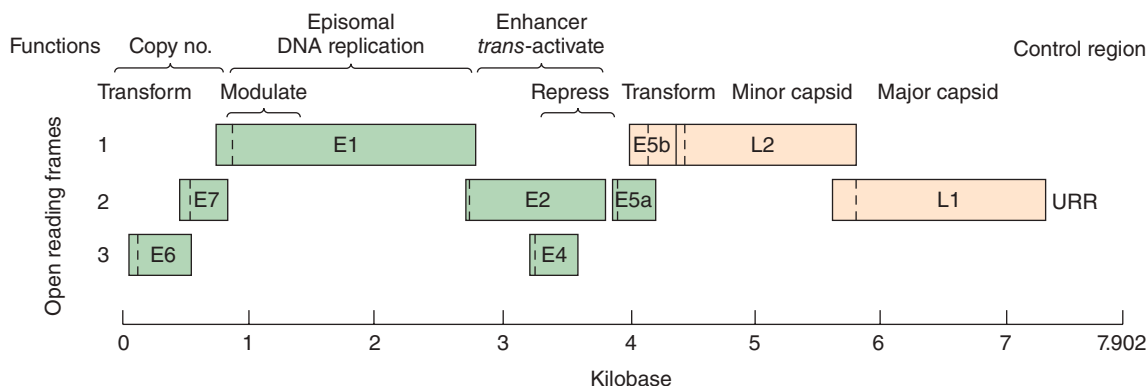 Functions
Copy no.
Episomal
DNA replication
Enhancer
trans-activate
Control region
Transform
Modulate
Repress
Transform
Minor capsid
Major capsid
Open reading frames
1
E1
E5b
L2
2
E7
E2
E5a
L1
URR
3
E6
E4
0
1
2
3
4
5
6
7
7.902
Kilobase